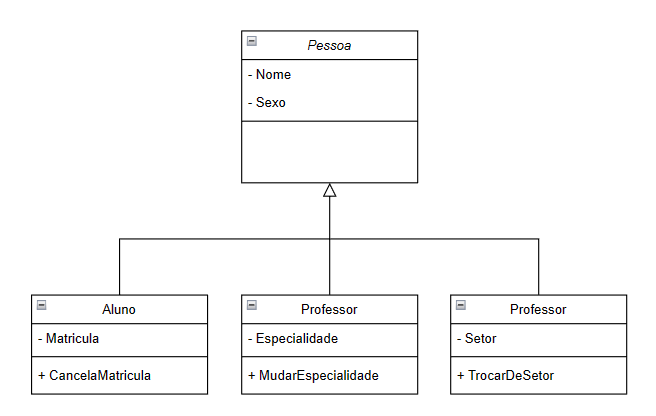 Pessoa
- Nome
- Sexo
Aluno
- Matricula
+ CancelaMatricula
Professor
- Especialidade
+ MudarEspecialidade
Professor
- Setor
+ TrocarDeSetor